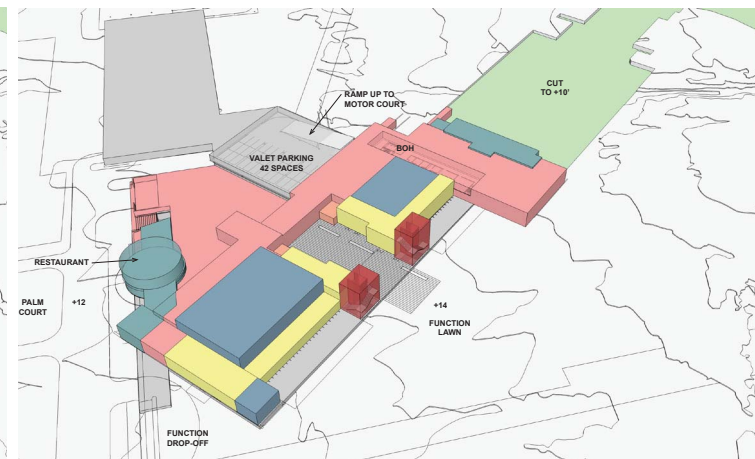 CUT
TO +10'
RAMP UP TO
MOTOR COURT
BOH
VALET PARKING
42 SPACES
RESTAURANT
PALM
COURT
+12
+14
FUNCTION
LAWN
FUNCTION
DROP-OFF